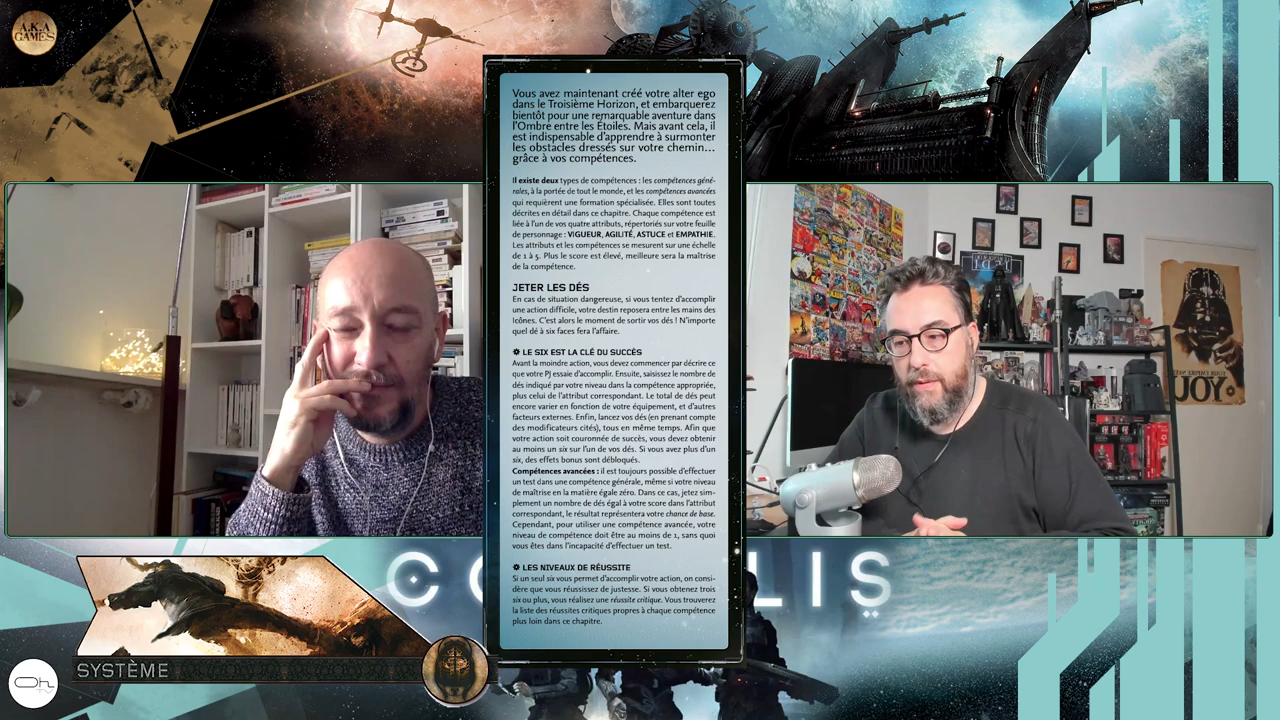 A.K.A
GAMES
Vous avez maintenant créé votre alter ego
dans le Troisième Horizon, et embarquerez
bientôt pour une remarquable aventure dans
l'Ombre entre les Étoiles. Mais avant cela, il
est indispensable d'apprendre à surmonter
les obstacles dressés sur votre chemin…
grâce à vos compétences.
Il existe deux types de compétences : les compétences géné-
rales, à la portée de tout le monde, et les compétences avancées
qui requièrent une formation spécialisée. Elles sont toutes
décrites en détail dans ce chapitre. Chaque compétence est
liée à l'un de vos quatre attributs, répertoriés sur votre feuille
de personnage : VIGUEUR, AGILITÉ, ASTUCE et EMPATHIE.
Les attributs et les compétences se mesurent sur une échelle
de 1 à 5. Plus le score est élevé, meilleure sera la maîtrise
de la compétence.
JETER LES DÉS
En cas de situation dangereuse, si vous tentez d'accomplir
une action difficile, votre destin reposera entre les mains des
Icônes. C'est alors le moment de sortir vos dés ! N'importe
quel dé à six faces fera l'affaire.
LE SIX EST LA CLÉ DU SUCCÈS
Avant la moindre action, vous devez commencer par décrire ce
que votre PJ essaie d'accomplir. Ensuite, saisissez le nombre de
dés indiqué par votre niveau dans la compétence appropriée,
plus celui de l'attribut correspondant. Le total de dés peut
encore varier en fonction de votre équipement, et d'autres
facteurs externes. Enfin, lancez vos dés (en prenant compte
des modificateurs cités), tous en même temps. Afin que
votre action soit couronnée de succès, vous devez obtenir
au moins un six sur l'un de vos dés. Si vous avez plus d'un
six, des effets bonus sont débloqués.
Compétences avancées : il est toujours possible d'effectuer
un test dans une compétence générale, même si votre niveau
de maîtrise en la matière égale zéro. Dans ce cas, jetez sim-
plement un nombre de dés égal à votre score dans l'attribut
correspondant, le résultat représentera votre chance de base.
Cependant, pour utiliser une compétence avancée, votre
niveau de compétence doit être au moins de 1, sans quoi
vous êtes dans l'incapacité d'effectuer un test.
LES NIVEAUX DE RÉUSSITE
Si un seul six vous permet d'accomplir votre action, on consi-
dère que vous réussissez de justesse. Si vous obtenez trois
six ou plus, vous réalisez une réussite critique. Vous trouverez
la liste des réussites critiques propres à chaque compétence
plus loin dans ce chapitre.
YOUR EMPIRE NEEDS
YOU
LIS
SYSTÈME